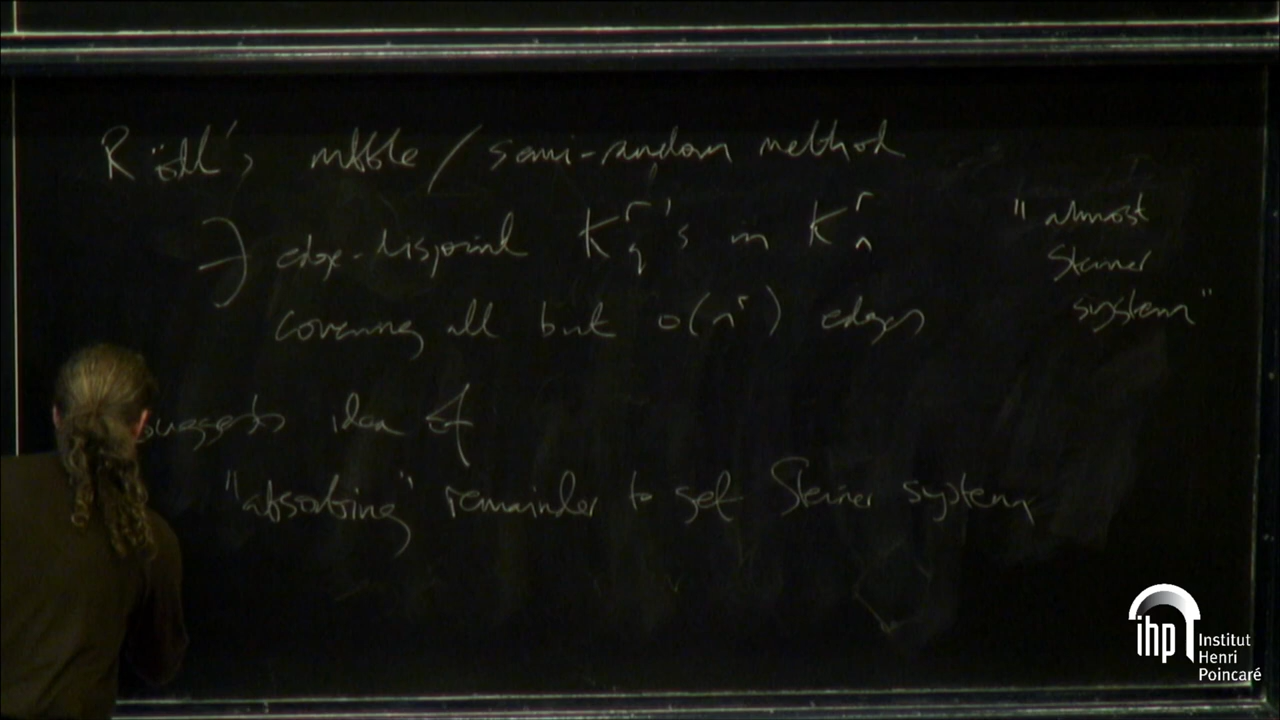 Rödl's nibble / semi-random method
∃ edge-disjoint K_q^r's in K_n^r
covering all but o(n^r) edges
"almost
Steiner
system"
suggests idea of
"absorbing" remainder to get Steiner system
ihp
Institut
Henri
Poincaré